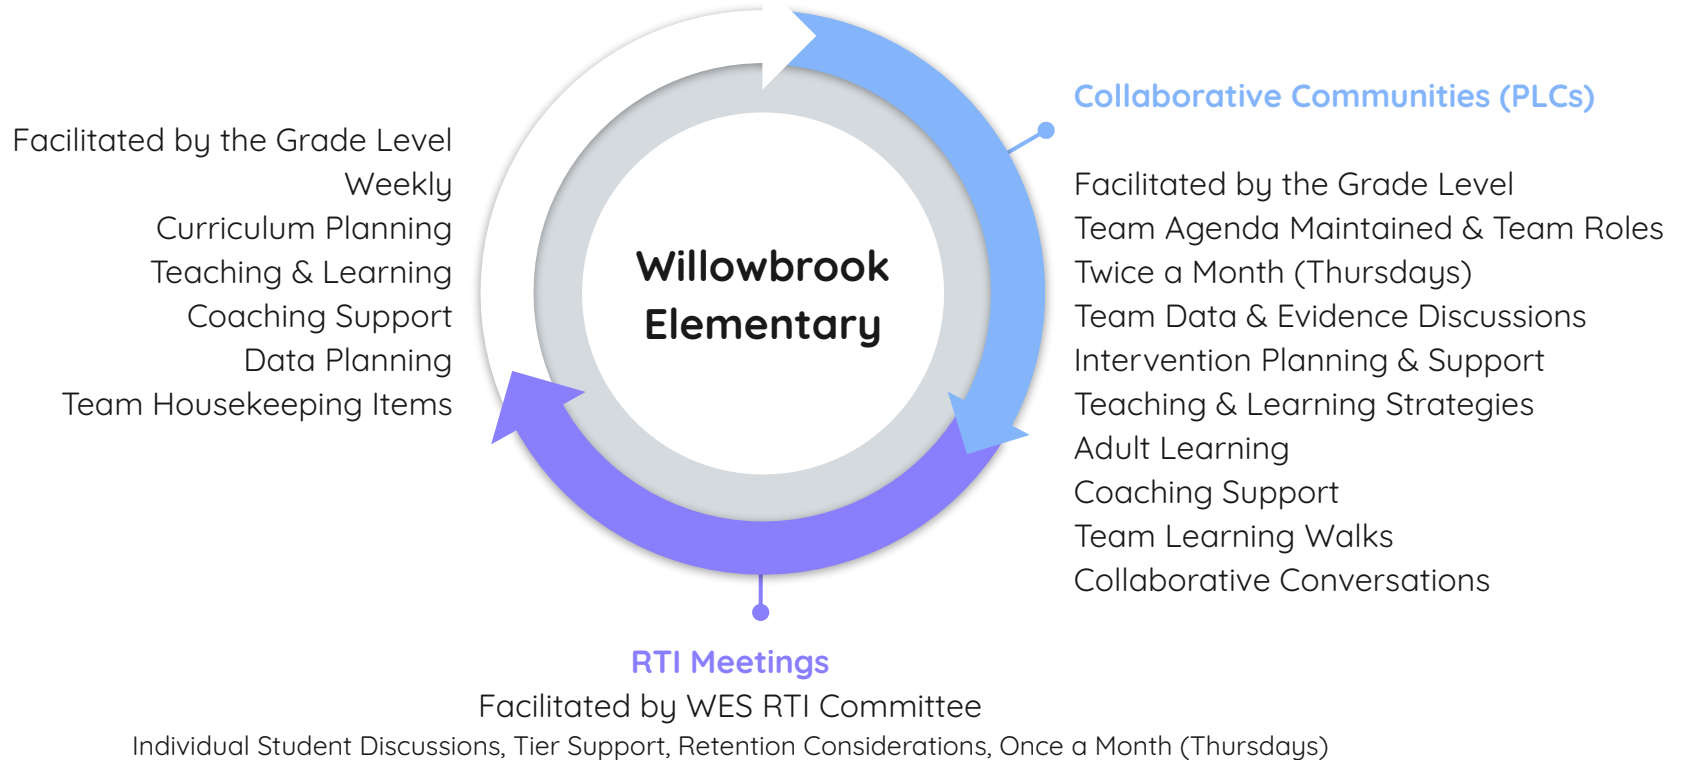 Facilitated by the Grade Level
Weekly
Curriculum Planning
Teaching & Learning
Coaching Support
Data Planning
Team Housekeeping Items
Willowbrook
Elementary
Collaborative Communities (PLCs)
Facilitated by the Grade Level
Team Agenda Maintained & Team Roles
Twice a Month (Thursdays)
Team Data & Evidence Discussions
Intervention Planning & Support
Teaching & Learning Strategies
Adult Learning
Coaching Support
Team Learning Walks
Collaborative Conversations
RTI Meetings
Facilitated by WES RTI Committee
Individual Student Discussions, Tier Support, Retention Considerations, Once a Month (Thursdays)